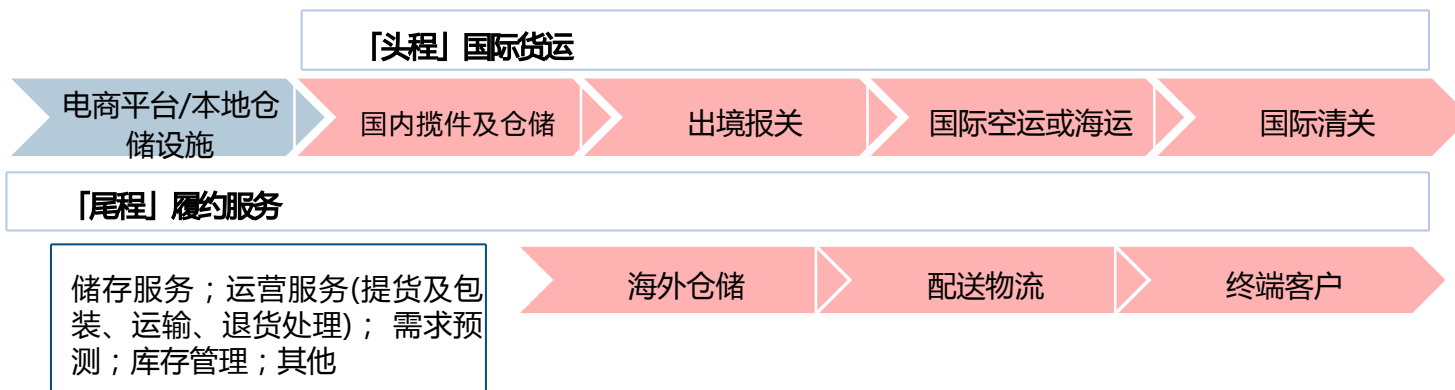 「头程」国际货运
电商平台/本地仓
储设施
国内揽件及仓储
出境报关
国际空运或海运
国际清关
「尾程」履约服务
储存服务；运营服务(提货及包
装、运输、退货处理)； 需求预
测；库存管理；其他
海外仓储
配送物流
终端客户